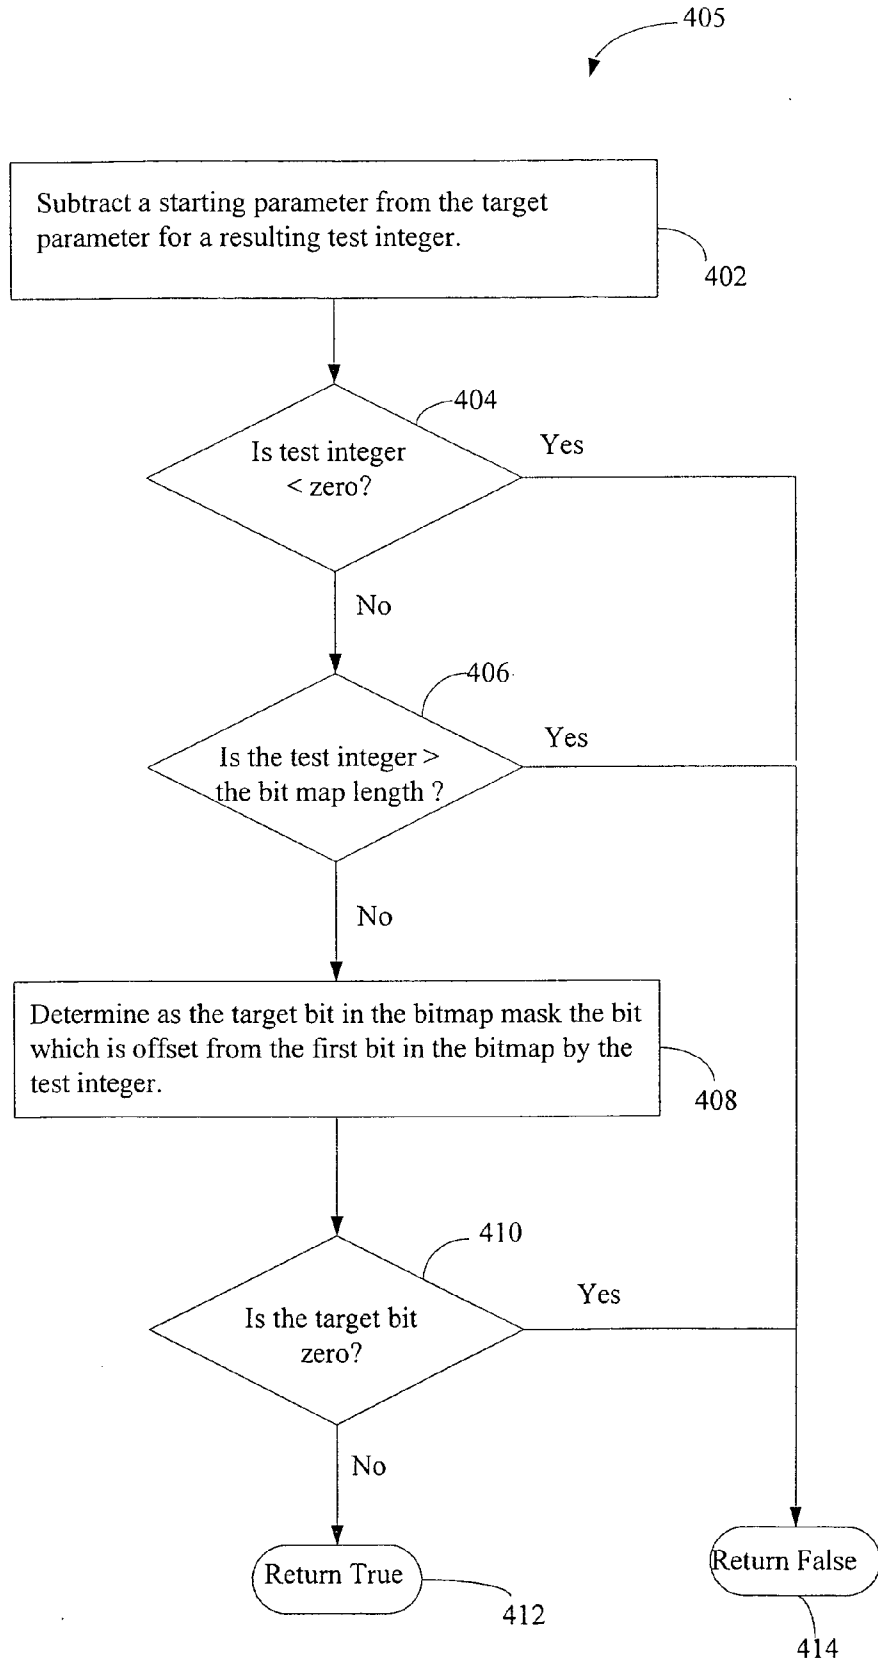 405
Subtract a starting parameter from the target
parameter for a resulting test integer.
402
404
Is test integer
< zero?
Yes
No
406
Is the test integer >
the bit map length ?
Yes
No
Determine as the target bit in the bitmap mask the bit
which is offset from the first bit in the bitmap by the
test integer.
408
410
Is the target bit
zero?
Yes
No
Return True
412
Return False
414